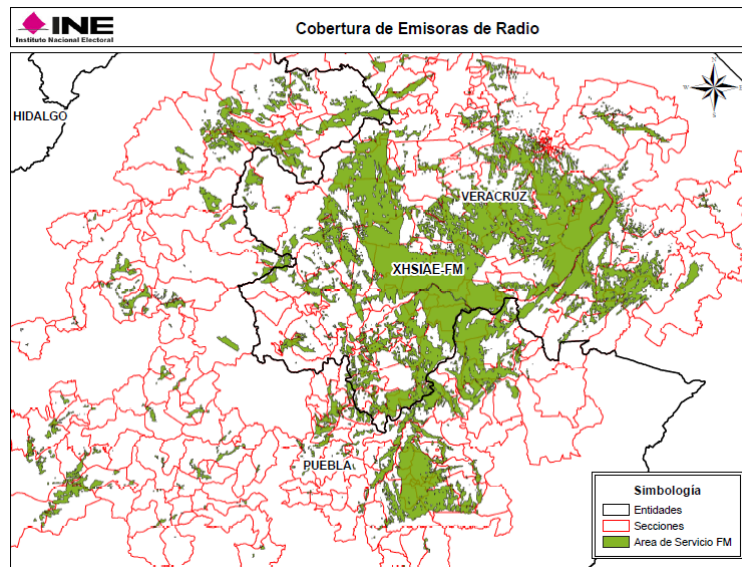 INE
Instituto Nacional Electoral
Cobertura de Emisoras de Radio
N
HIDALGO
VERACRUZ
XHSIAE-FM
PUEBLA
Simbología
Entidades
Secciones
Area de Servicio FM